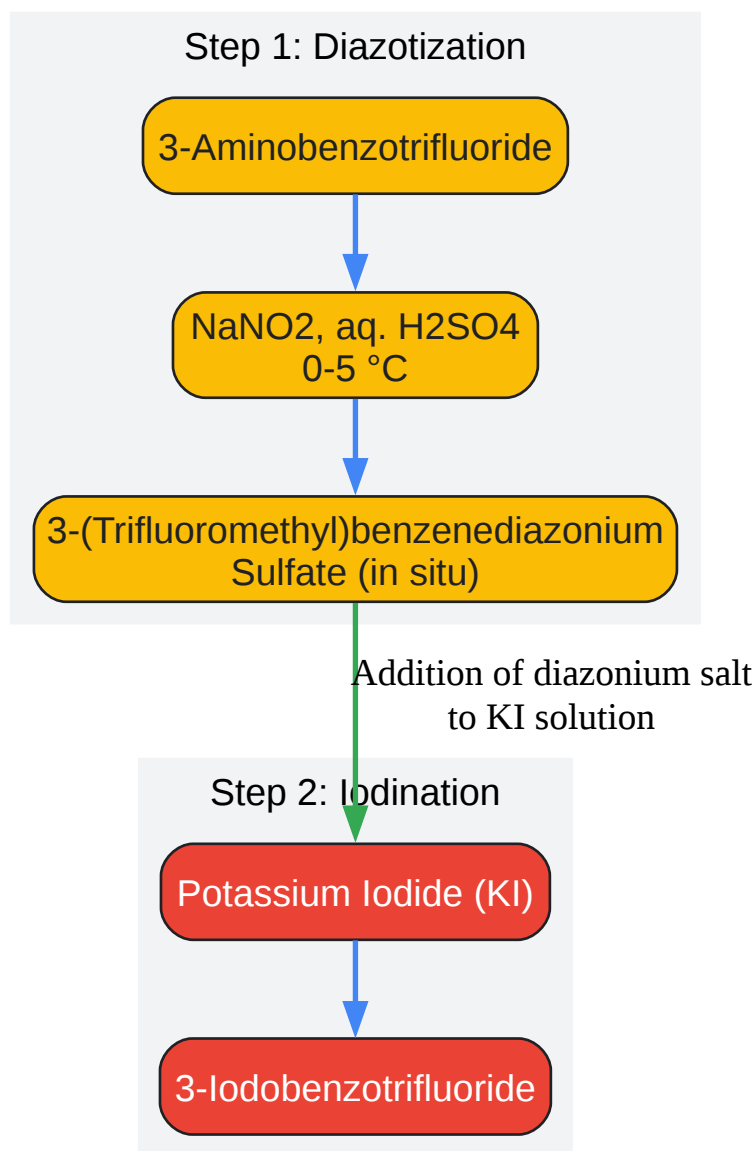 Step 1: Diazotization
3-Aminobenzotrifluoride
NaNO2, aq. H2SO4
0-5 °C
3-(Trifluoromethyl)benzenediazonium
Sulfate (in situ)
Addition of diazonium salt
to KI solution
Step 2: Iodination
Potassium Iodide (KI)
3-Iodobenzotrifluoride